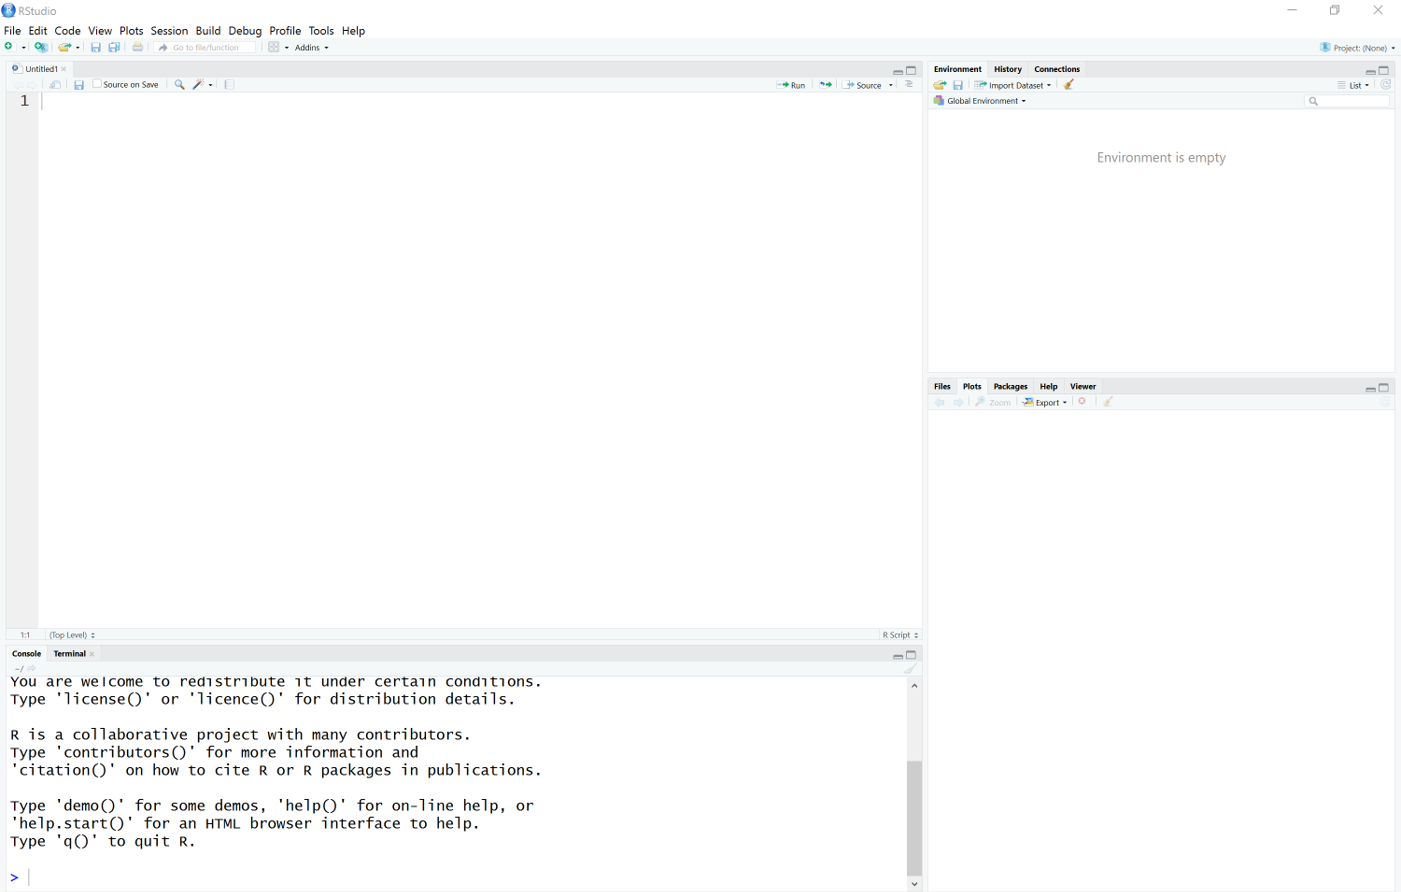 RStudio
File Edit Code View Plots Session Build Debug Profile Tools Help
Go to file/function Addins Project: (None)
Untitled1
Source on Save Run Source
1
1:1 (Top Level) R Script
Console Terminal
~/
You are welcome to redistribute it under certain conditions.
Type 'license()' or 'licence()' for distribution details.
R is a collaborative project with many contributors.
Type 'contributors()' for more information and
'citation()' on how to cite R or R packages in publications.
Type 'demo()' for some demos, 'help()' for on-line help, or
'help.start()' for an HTML browser interface to help.
Type 'q()' to quit R.
>
Environment History Connections
Import Dataset List
Global Environment
Environment is empty
Files Plots Packages Help Viewer
Zoom Export